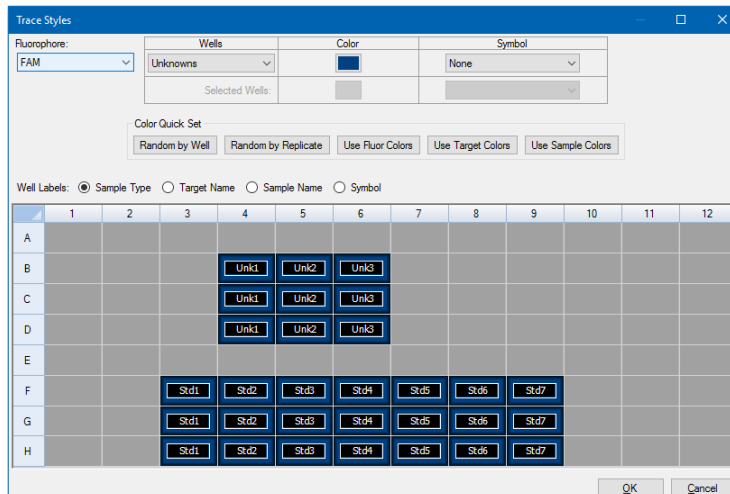 Trace Styles
Fluorophore:
FAM
Wells Color Symbol
Unknowns None
Selected Wells:
Color Quick Set
Random by Well Random by Replicate Use Fluor Colors Use Target Colors Use Sample Colors
Well Labels: Sample Type Target Name Sample Name Symbol
1 2 3 4 5 6 7 8 9 10 11 12
A
B Unk1 Unk2 Unk3
C Unk1 Unk2 Unk3
D Unk1 Unk2 Unk3
E
F Std1 Std2 Std3 Std4 Std5 Std6 Std7
G Std1 Std2 Std3 Std4 Std5 Std6 Std7
H Std1 Std2 Std3 Std4 Std5 Std6 Std7
OK Cancel